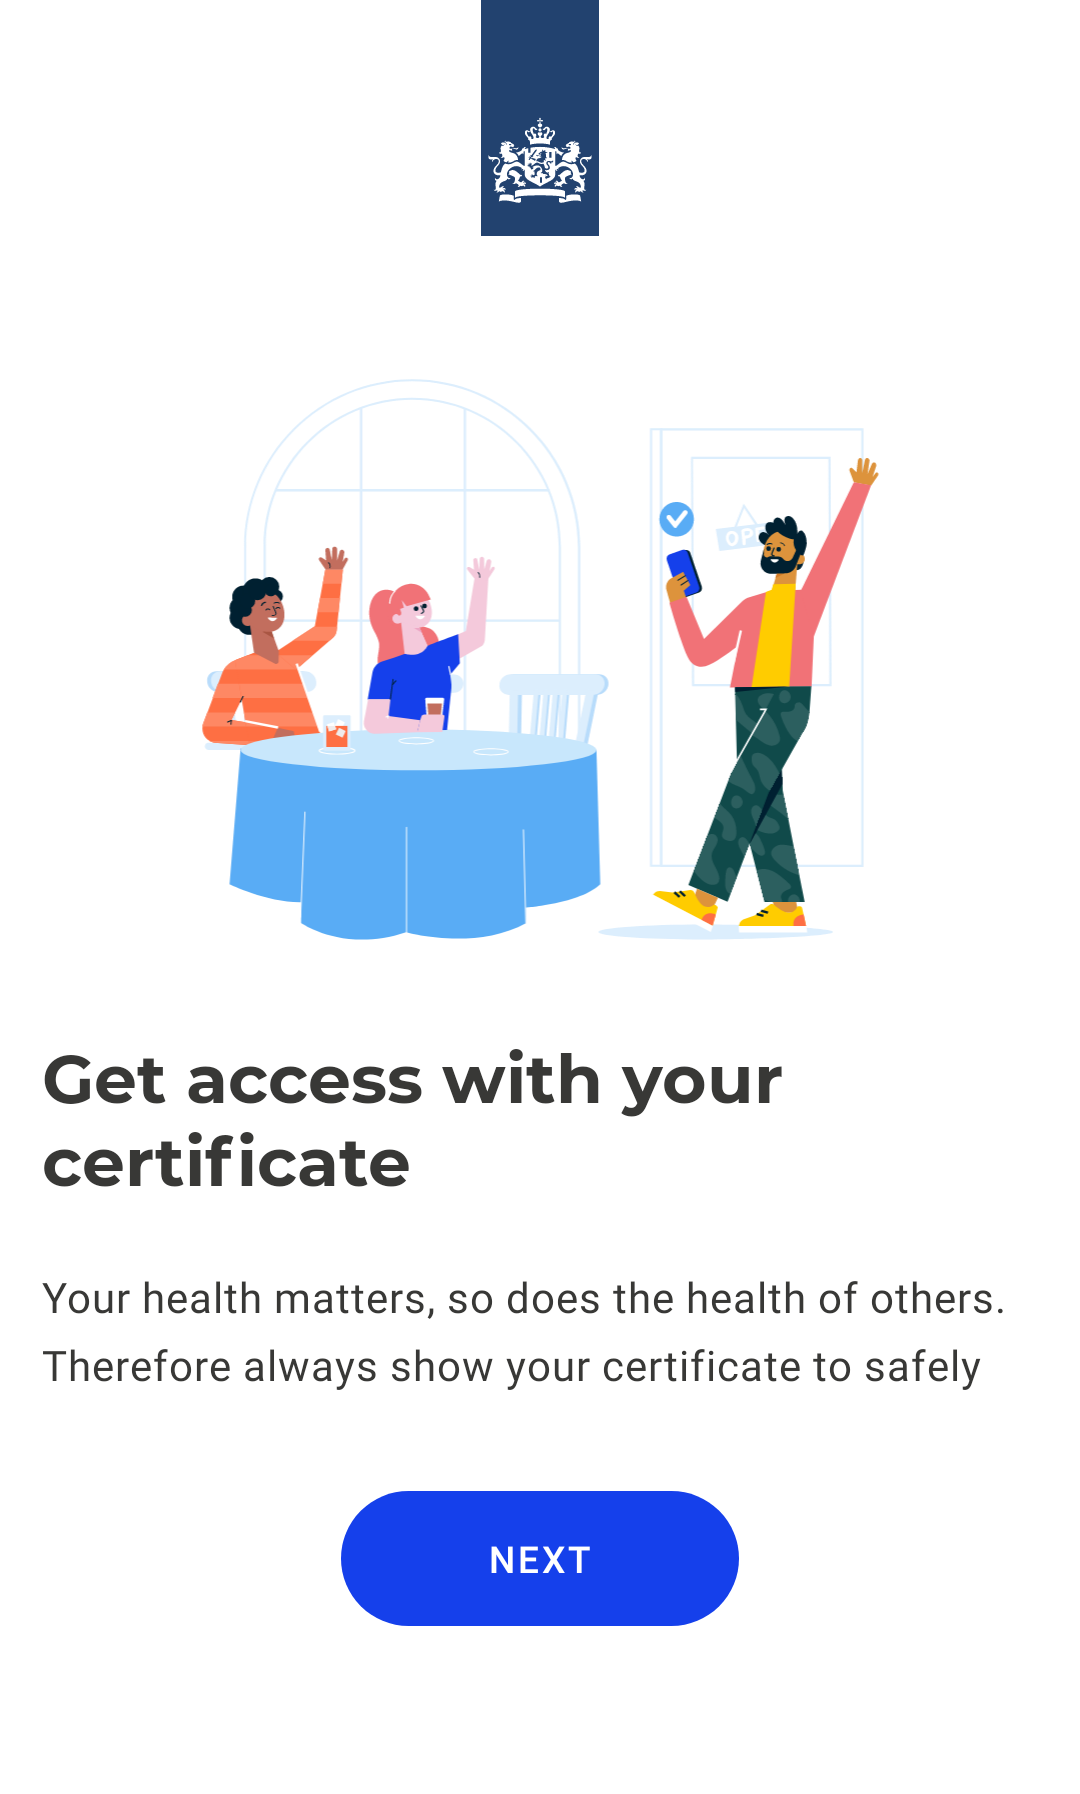 OP
Get access with your
certificate
Your health matters, so does the health of others.
Therefore always show your certificate to safely
NEXT